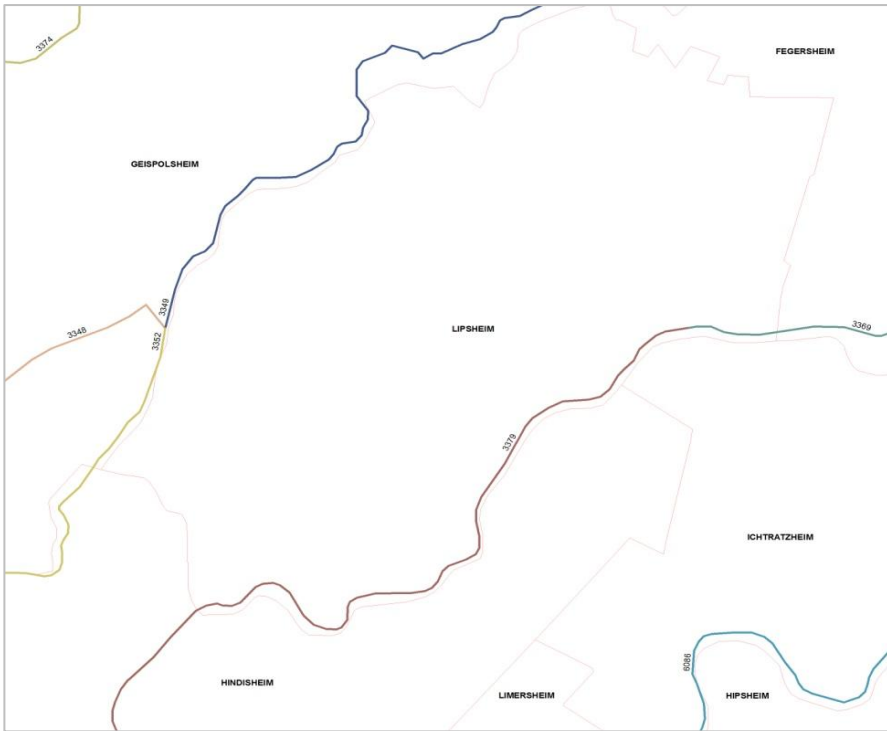 3374
FEGERSHEIM
GEISPOLSHEIM
3349
3348
3352
LIPSHEIM
3369
3379
ICHTRATZHEIM
6086
HINDISHEIM
LIMERSHEIM
HIPSHEIM